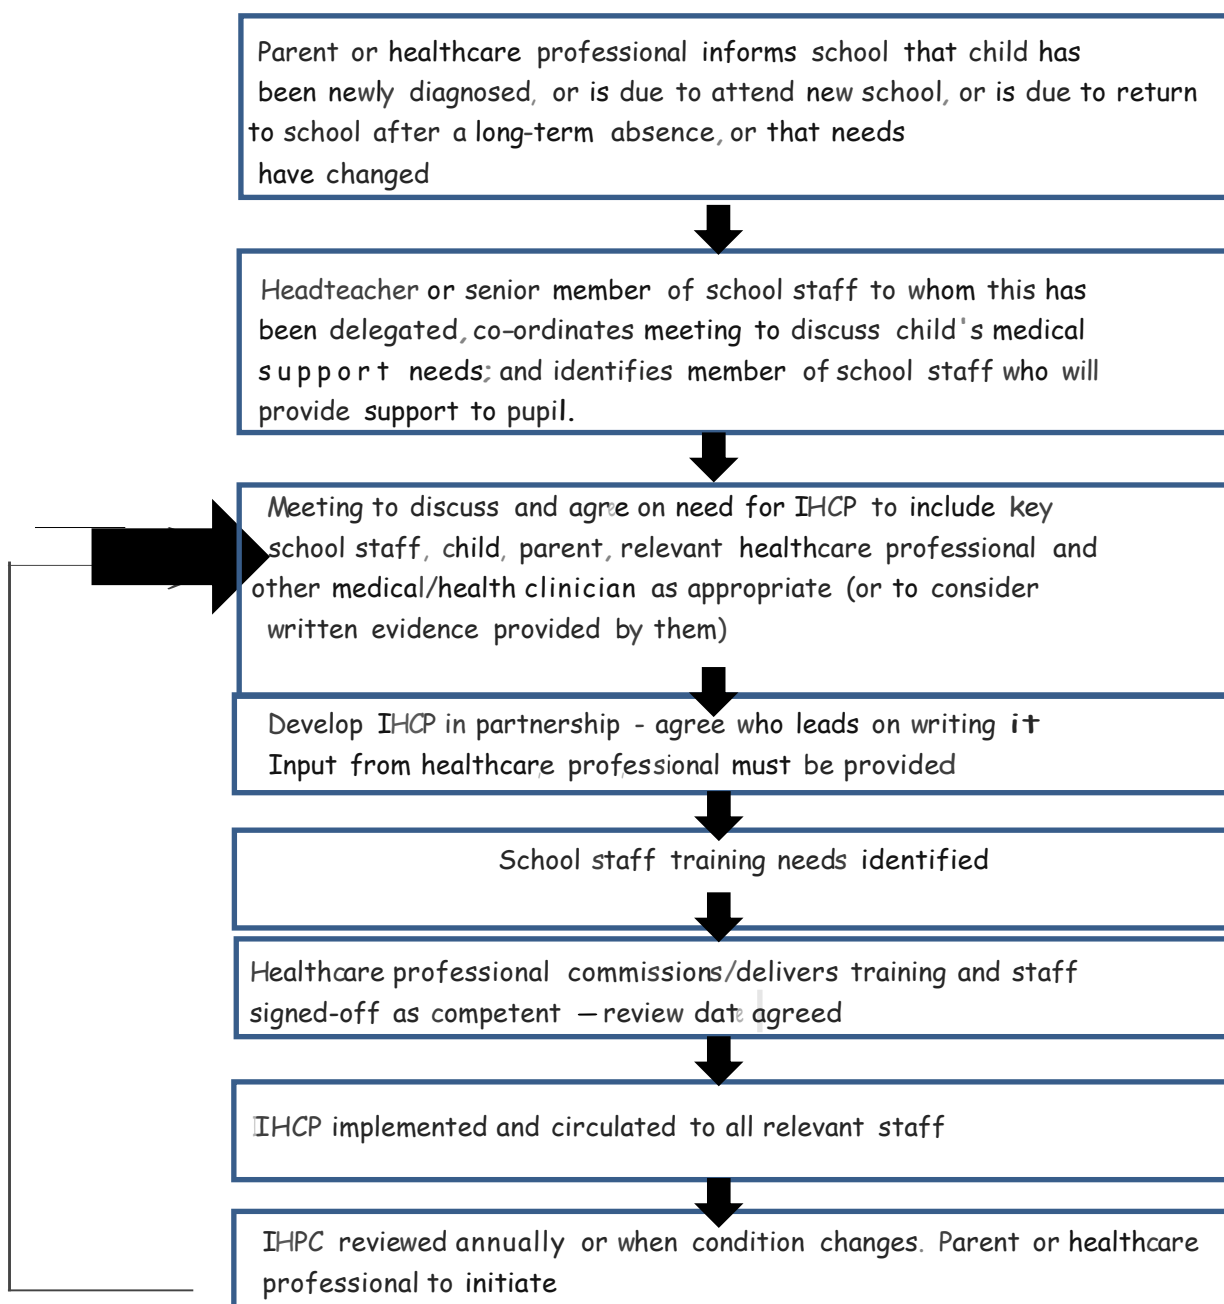 Parent or healthcare professional informs school that child has
been newly diagnosed, or is due to attend new school, or is due to return
to school after a long-term absence, or that needs
have changed
Headteacher or senior member of school staff to whom this has
been delegated, co-ordinates meeting to discuss child's medical
support needs; and identifies member of school staff who will
provide support to pupil.
Meeting to discuss and agree on need for IHCP to include key
school staff, child, parent, relevant healthcare professional and
other medical/health clinician as appropriate (or to consider
written evidence provided by them)
Develop IHCP in partnership - agree who leads on writing it
Input from healthcare professional must be provided
School staff training needs identified
Healthcare professional commissions/delivers training and staff
signed-off as competent — review date agreed
IHCP implemented and circulated to all relevant staff
IHPC reviewed annually or when condition changes. Parent or healthcare
professional to initiate